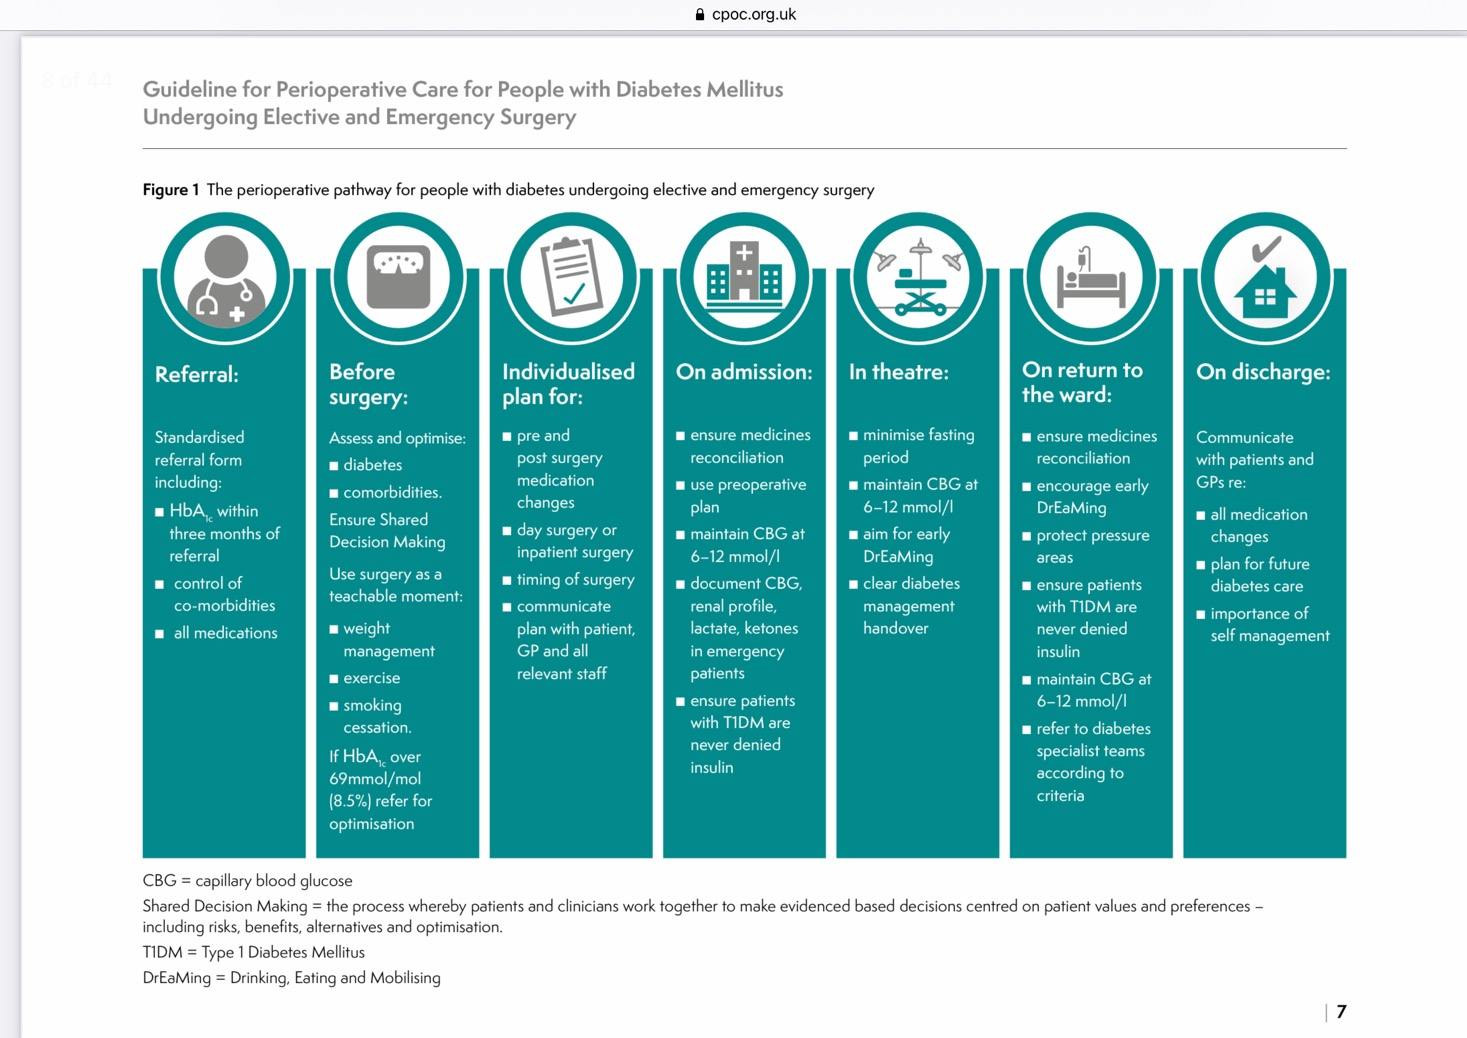 cpoc.org.uk
8 of 44
Guideline for Perioperative Care for People with Diabetes Mellitus
Undergoing Elective and Emergency Surgery
Figure 1 The perioperative pathway for people with diabetes undergoing elective and emergency surgery
Referral:
Standardised
referral form
including:
■ HbA1c within
three months of
referral
■ control of
co-morbidities
■ all medications
Before
surgery:
Assess and optimise:
■ diabetes
■ comorbidities.
Ensure Shared
Decision Making
Use surgery as a
teachable moment:
■ weight
management
■ exercise
■ smoking
cessation.
If HbA1c over
69mmol/mol
(8.5%) refer for
optimisation
Individualised
plan for:
■ pre and
post surgery
medication
changes
■ day surgery or
inpatient surgery
■ timing of surgery
■ communicate
plan with patient,
GP and all
relevant staff
On admission:
■ ensure medicines
reconciliation
■ use preoperative
plan
■ maintain CBG at
6–12 mmol/l
■ document CBG,
renal profile,
lactate, ketones
in emergency
patients
■ ensure patients
with T1DM are
never denied
insulin
In theatre:
■ minimise fasting
period
■ maintain CBG at
6–12 mmol/l
■ aim for early
DrEaMing
■ clear diabetes
management
handover
On return to
the ward:
■ ensure medicines
reconciliation
■ encourage early
DrEaMing
■ protect pressure
areas
■ ensure patients
with T1DM are
never denied
insulin
■ maintain CBG at
6–12 mmol/l
■ refer to diabetes
specialist teams
according to
criteria
On discharge:
Communicate
with patients and
GPs re:
■ all medication
changes
■ plan for future
diabetes care
■ importance of
self management
CBG = capillary blood glucose
Shared Decision Making = the process whereby patients and clinicians work together to make evidenced based decisions centred on patient values and preferences –
including risks, benefits, alternatives and optimisation.
T1DM = Type 1 Diabetes Mellitus
DrEaMing = Drinking, Eating and Mobilising
| 7